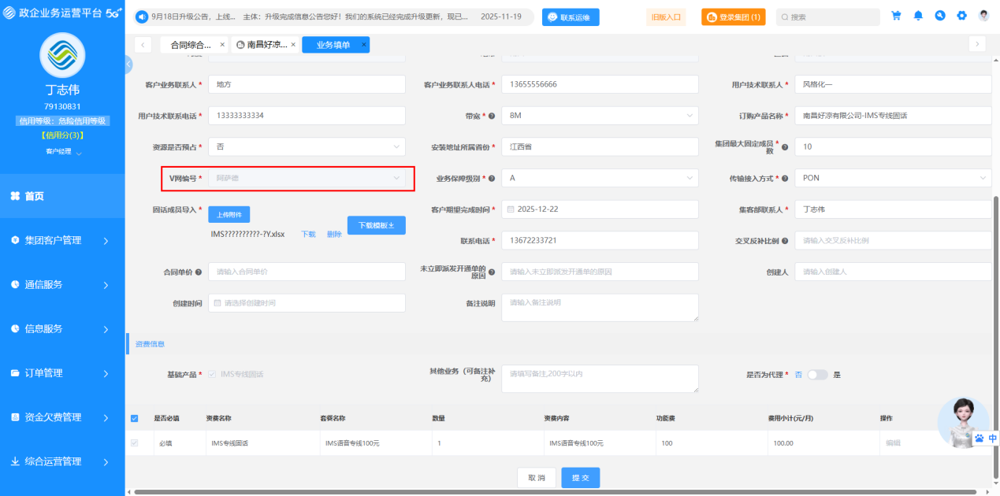 政企业务运营平台 5G
9月18日升级公告，上线... 主体：升级完成信息公告您好！我们的系统已经完成升级更新，现已... 2025-11-19
联系运维
旧版入口
登录集团 (1)
搜索
丁志伟
79130831
信用等级：危险信用等级
【信用分(3)】
客户经理
首页
集团客户管理
通信服务
信息服务
订单管理
资金欠费管理
综合运营管理
合同综合... ×
南昌好凉... ×
业务填单 ×
客户业务联系人 * 地方
客户业务联系人电话 * 13655556666
用户技术联系人 * 风格化一
用户技术联系电话 * 13333333334
带宽 * 8M
订购产品名称 * 南昌好凉有限公司-IMS专线固话
资源是否预占 * 否
安装地址所属省份 * 江西省
集团最大固定成员数 * 10
V网编号 * 阿萨德
业务保障级别 * A
传输接入方式 * PON
固话成员导入 * 上传附件
IMS??????????-?Y.xlsx 下载 删除
下载模板
客户期望完成时间 * 2025-12-22
集客部联系人 * 丁志伟
联系电话 * 13672233721
交叉反补比例 请输入交叉反补比例
合同单价 请输入合同单价
未立即派发开通单的原因 请输入未立即派发开通单的原因
创建人 请输入创建人
创建时间 请选择创建时间
备注说明 请输入备注说明
资费信息
基础产品 * IMS专线固话
其他业务（可备注补充） 请填写备注,200字以内
是否为代理 * 否 是
是否必填 资费名称 套餐名称 数量 资费内容 功能费 费用小计(元/月) 操作
必填 IMS专线固话 IMS语音专线100元 1 IMS语音专线100元 100 100.00 编辑
取 消
提 交
中